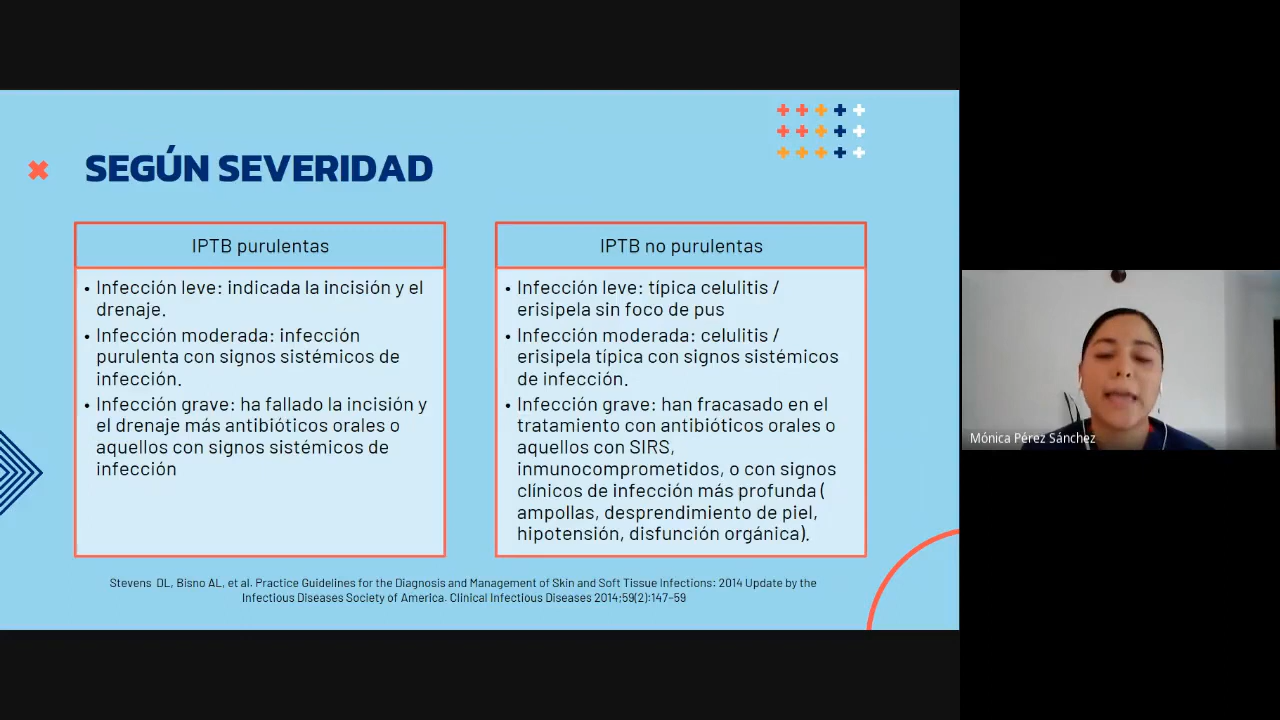 SEGÚN SEVERIDAD
IPTB purulentas
• Infección leve: indicada la incisión y el
drenaje.
• Infección moderada: infección
purulenta con signos sistémicos de
infección.
• Infección grave: ha fallado la incisión y
el drenaje más antibióticos orales o
aquellos con signos sistémicos de
infección
IPTB no purulentas
• Infección leve: típica celulitis /
erisipela sin foco de pus
• Infección moderada: celulitis /
erisipela típica con signos sistémicos
de infección.
• Infección grave: han fracasado en el
tratamiento con antibióticos orales o
aquellos con SIRS,
inmunocomprometidos, o con signos
clínicos de infección más profunda (
ampollas, desprendimiento de piel,
hipotensión, disfunción orgánica).
Stevens DL, Bisno AL, et al. Practice Guidelines for the Diagnosis and Management of Skin and Soft Tissue Infections: 2014 Update by the
Infectious Diseases Society of America. Clinical Infectious Diseases 2014;59(2):147–59
Mónica Pérez Sánchez